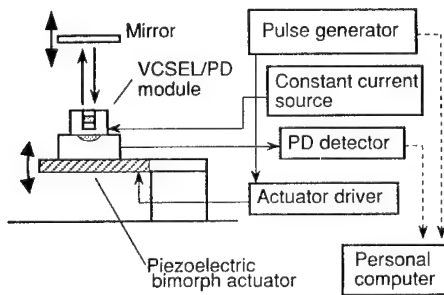 Mirror
VCSEL/PD
module
Pulse generator
Constant current
source
PD detector
Actuator driver
Piezoelectric
bimorph actuator
Personal
computer